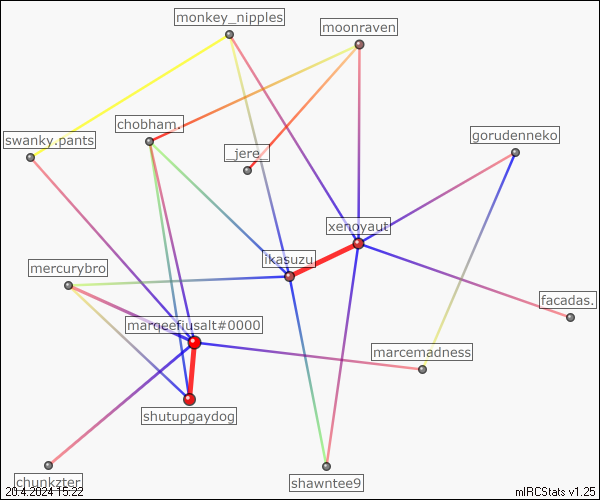 monkey_nipples
moonraven
chobham.
gorudenneko
swanky.pants
_jere_
xenoyaut
ikasuzu
mercurybro
facadas.
marqeefiusalt#0000
marcemadness
shutupgaydog
chunkzter
shawntee9
20.4.2024 15.22
mIRCStats v1.25